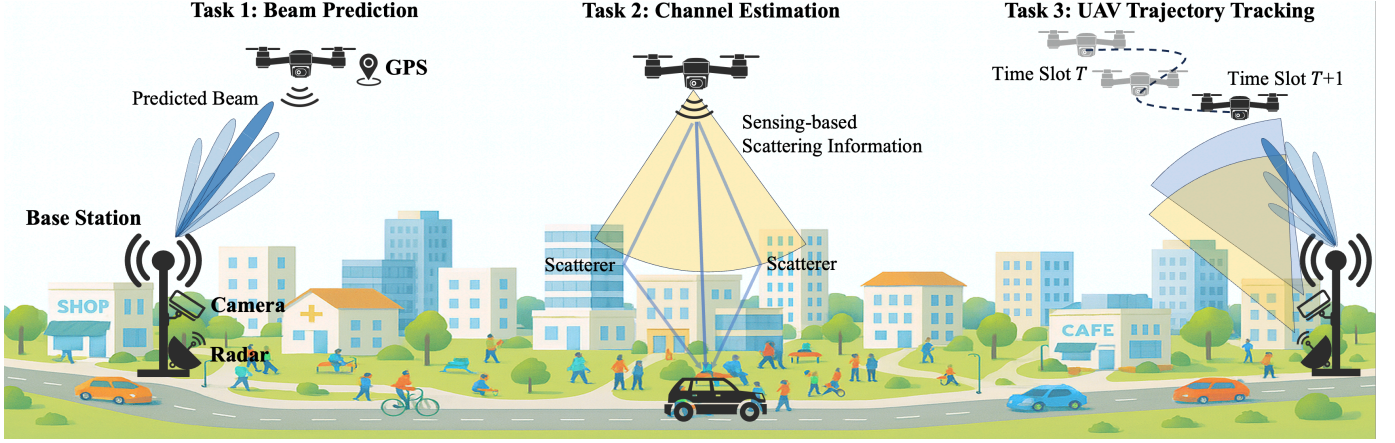 Task 1: Beam Prediction
GPS
Predicted Beam
Base Station
SHOP
Camera
Radar
Task 2: Channel Estimation
Sensing-based
Scattering Information
Scatterer
Scatterer
Task 3: UAV Trajectory Tracking
Time Slot T
Time Slot T+1
CAFE